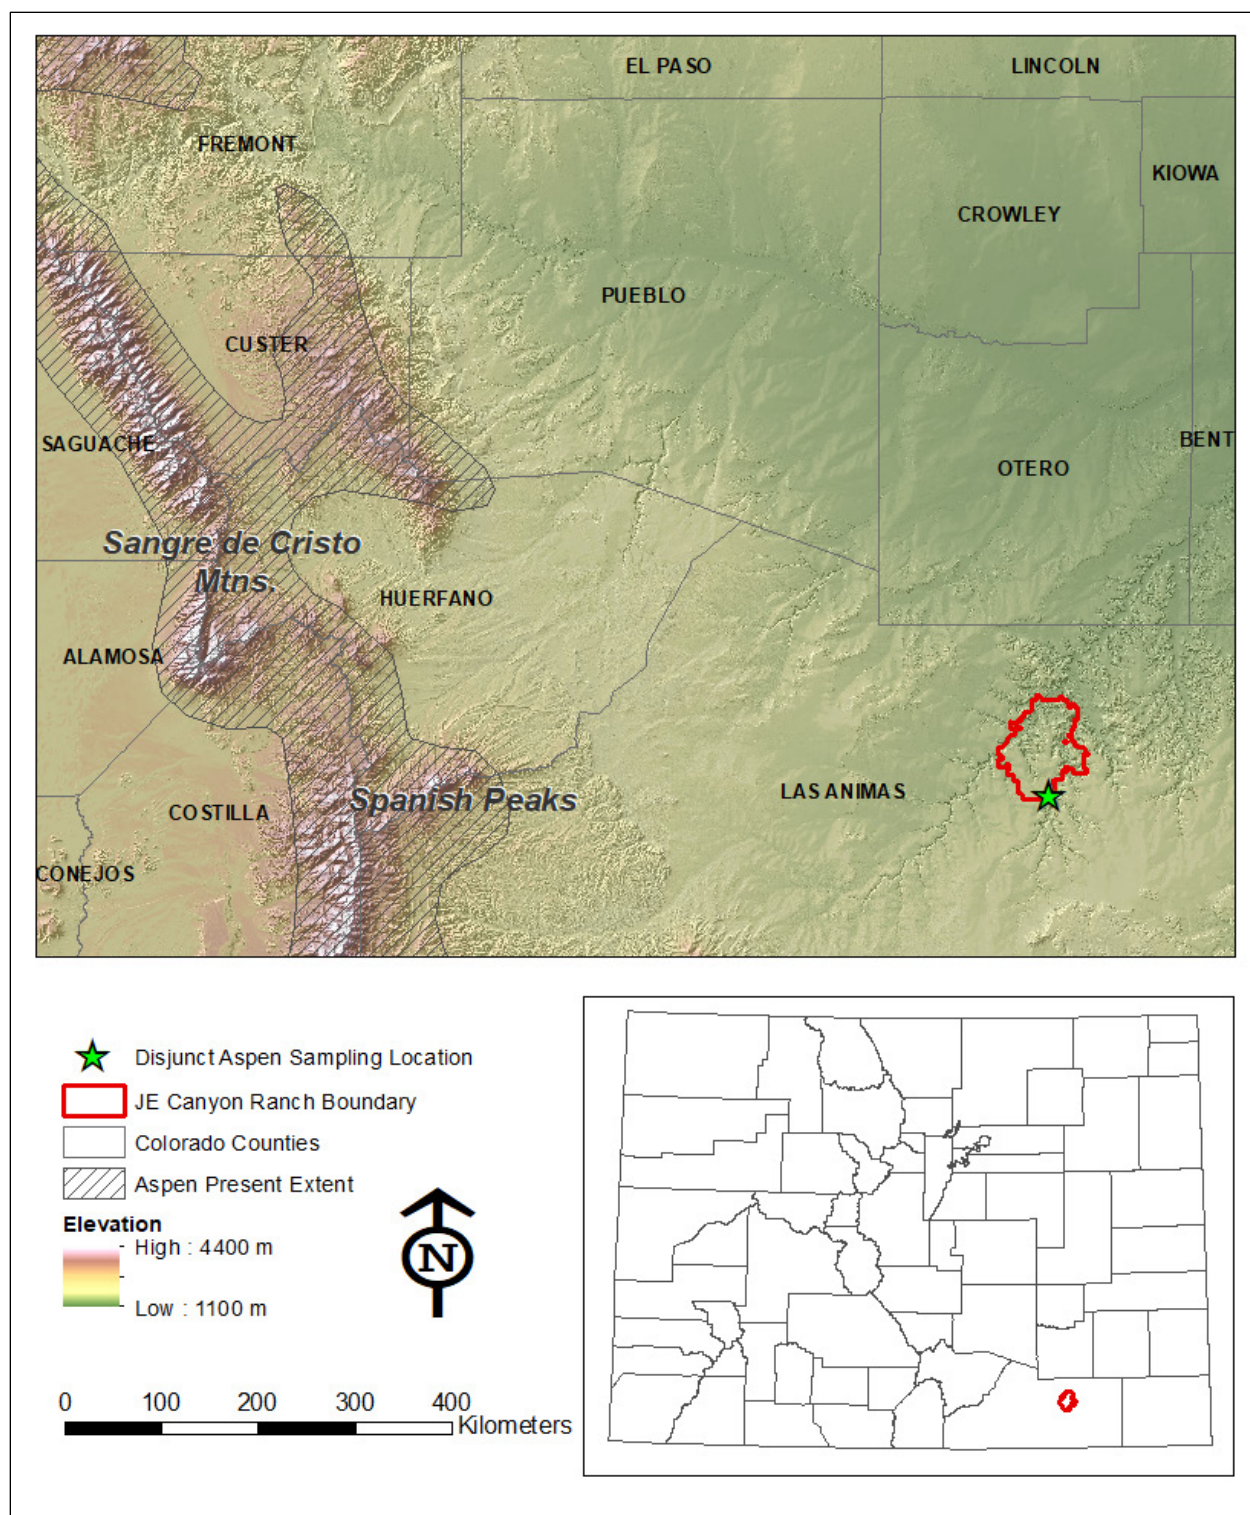 EL PASO
LINCOLN
FREMONT
KIOWA
CROWLEY
PUEBLO
CUSTER
SAGUACHE
BENT
OTERO
Sangre de Cristo
Mtns.
HUERFANO
ALAMOSA
LAS ANIMAS
Spanish Peaks
COSTILLA
CONEJOS
Disjunct Aspen Sampling Location
JE Canyon Ranch Boundary
Colorado Counties
Aspen Present Extent
Elevation
High : 4400 m
Low : 1100 m
N
0 100 200 300 400
Kilometers